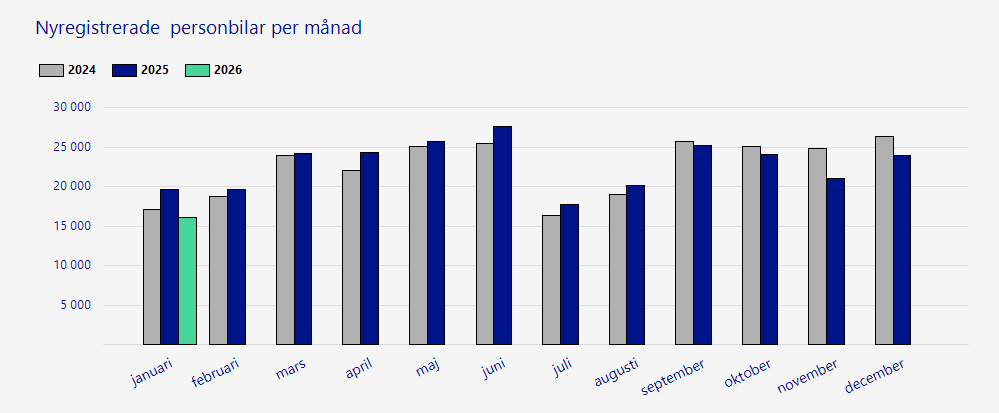 Nyregistrerade  personbilar per månad
2024 2025 2026
30 000
25 000
20 000
15 000
10 000
5 000
januari februari mars april maj juni juli augusti september oktober november december